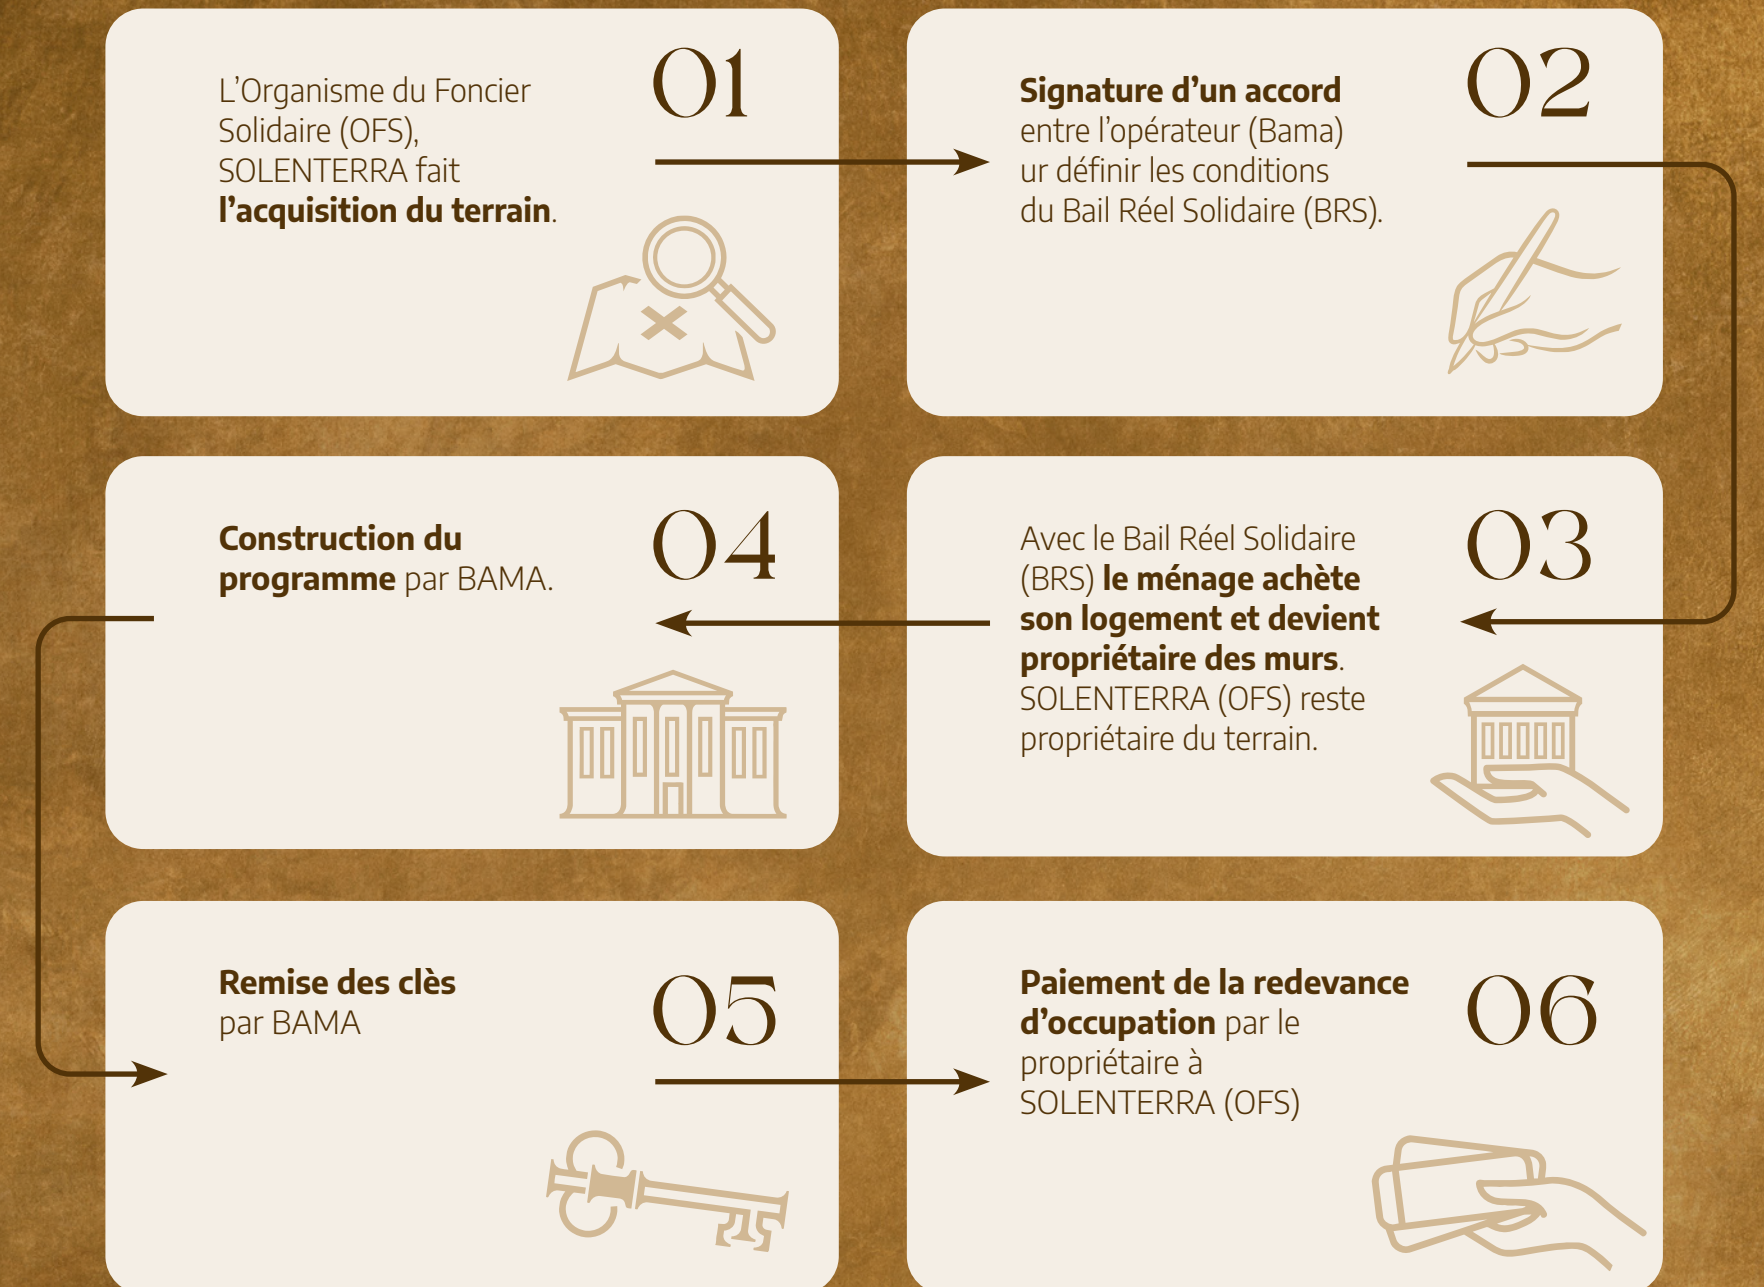 01
L’Organisme du Foncier
Solidaire (OFS),
SOLENTERRA fait
l’acquisition du terrain.
02
Signature d’un accord
entre l’opérateur (Bama)
ur définir les conditions
du Bail Réel Solidaire (BRS).
03
Avec le Bail Réel Solidaire
(BRS) le ménage achète
son logement et devient
propriétaire des murs.
SOLENTERRA (OFS) reste
propriétaire du terrain.
04
Construction du
programme par BAMA.
05
Remise des clès
par BAMA
06
Paiement de la redevance
d’occupation par le
propriétaire à
SOLENTERRA (OFS)